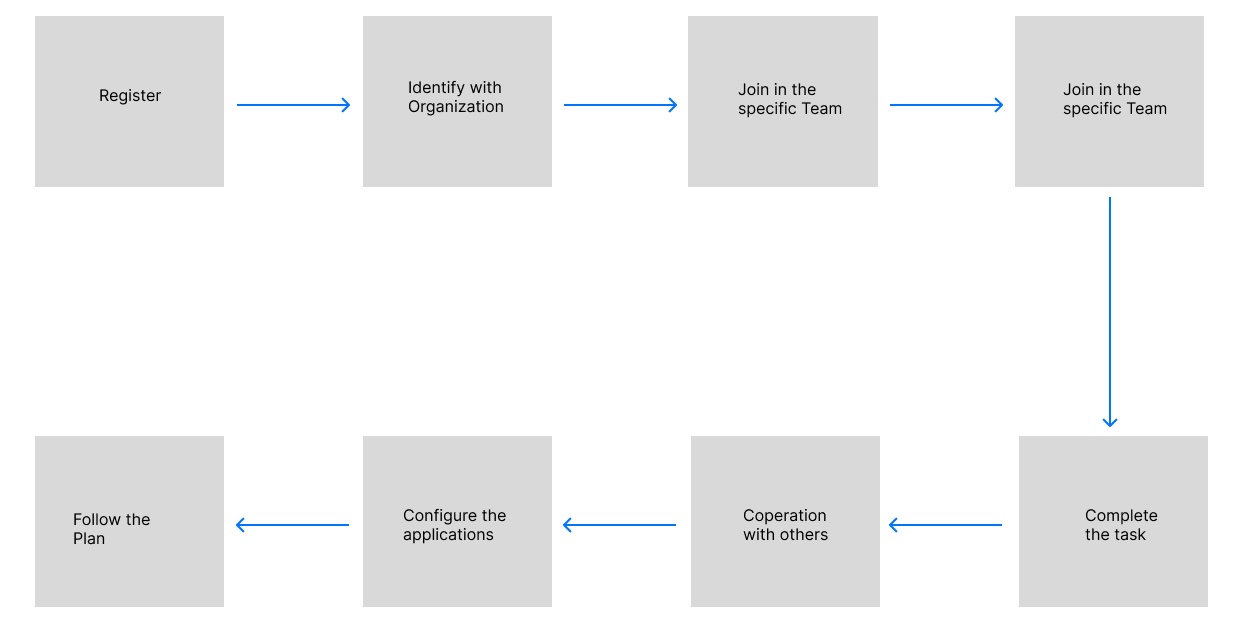 Register
Identify with
Organization
Join in the
specific Team
Join in the
specific Team
Complete
the task
Coperation
with others
Configure the
applications
Follow the
Plan